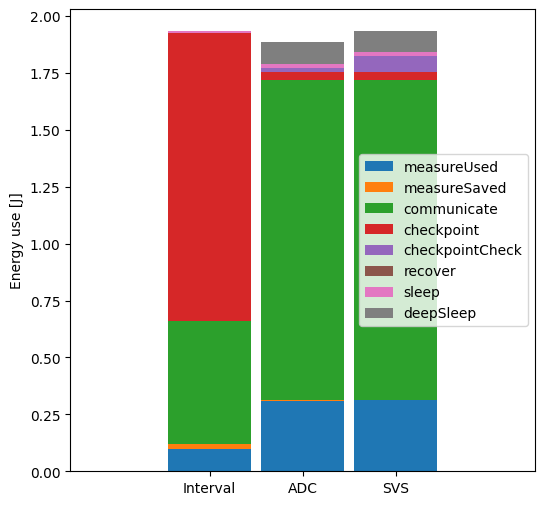 2.00
1.75
1.50
1.25
1.00
0.75
0.50
0.25
0.00
Energy use [J]
measureUsed
measureSaved
communicate
checkpoint
checkpointCheck
recover
sleep
deepSleep
Interval
ADC
SVS